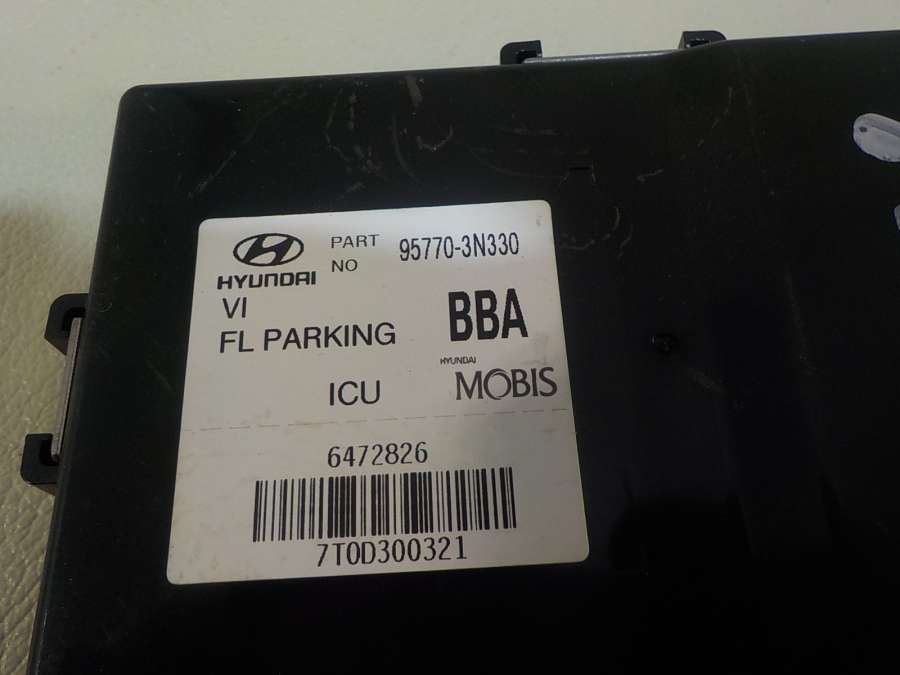 HYUNDAI
PART NO 95770-3N330
VI
FL PARKING
BBA
ICU
HYUNDAI
MOBIS
6472826
7T0D300321